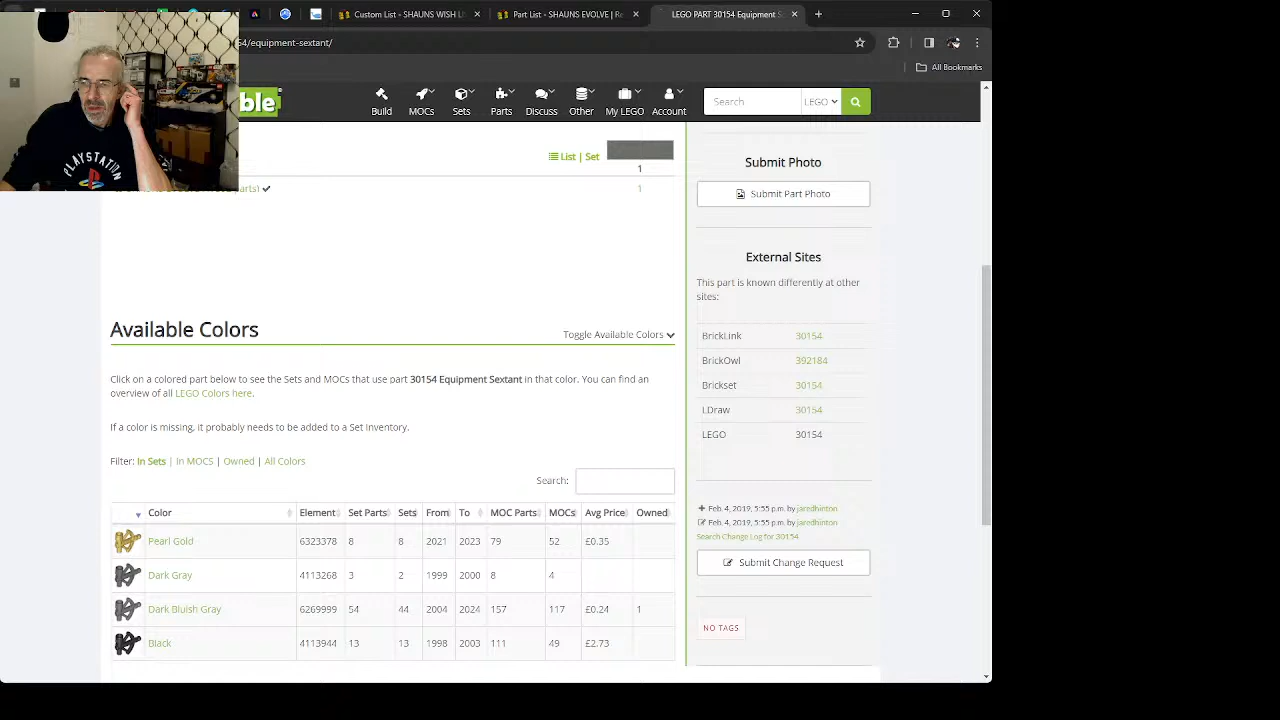 Custom List - SHAUNS WISH LI
Part List - SHAUNS EVOLVE | Re
LEGO PART 30154 Equipment S
54/equipment-sextant/
All Bookmarks
ble
Build
MOCs
Sets
Parts
Discuss
Other
My LEGO
Account
Search
LEGO
List | Set
1
1
PLAYSTATION
Submit Photo
Submit Part Photo
External Sites
This part is known differently at other
sites:
BrickLink 30154
BrickOwl 392184
Brickset 30154
LDraw 30154
LEGO 30154
Available Colors
Toggle Available Colors
Click on a colored part below to see the Sets and MOCs that use part 30154 Equipment Sextant in that color. You can find an
overview of all LEGO Colors here.
If a color is missing, it probably needs to be added to a Set Inventory.
Filter: In Sets | In MOCS | Owned | All Colors
Search:
Color Element Set Parts Sets From To MOC Parts MOCs Avg Price Owned
Pearl Gold 6323378 8 8 2021 2023 79 52 £0.35
Dark Gray 4113268 3 2 1999 2000 8 4
Dark Bluish Gray 6269999 54 44 2004 2024 157 117 £0.24 1
Black 4113944 13 13 1998 2003 111 49 £2.73
Feb. 4, 2019, 5:55 p.m. by jaredhinton
Feb. 4, 2019, 5:55 p.m. by jaredhinton
Search Change Log for 30154
Submit Change Request
NO TAGS